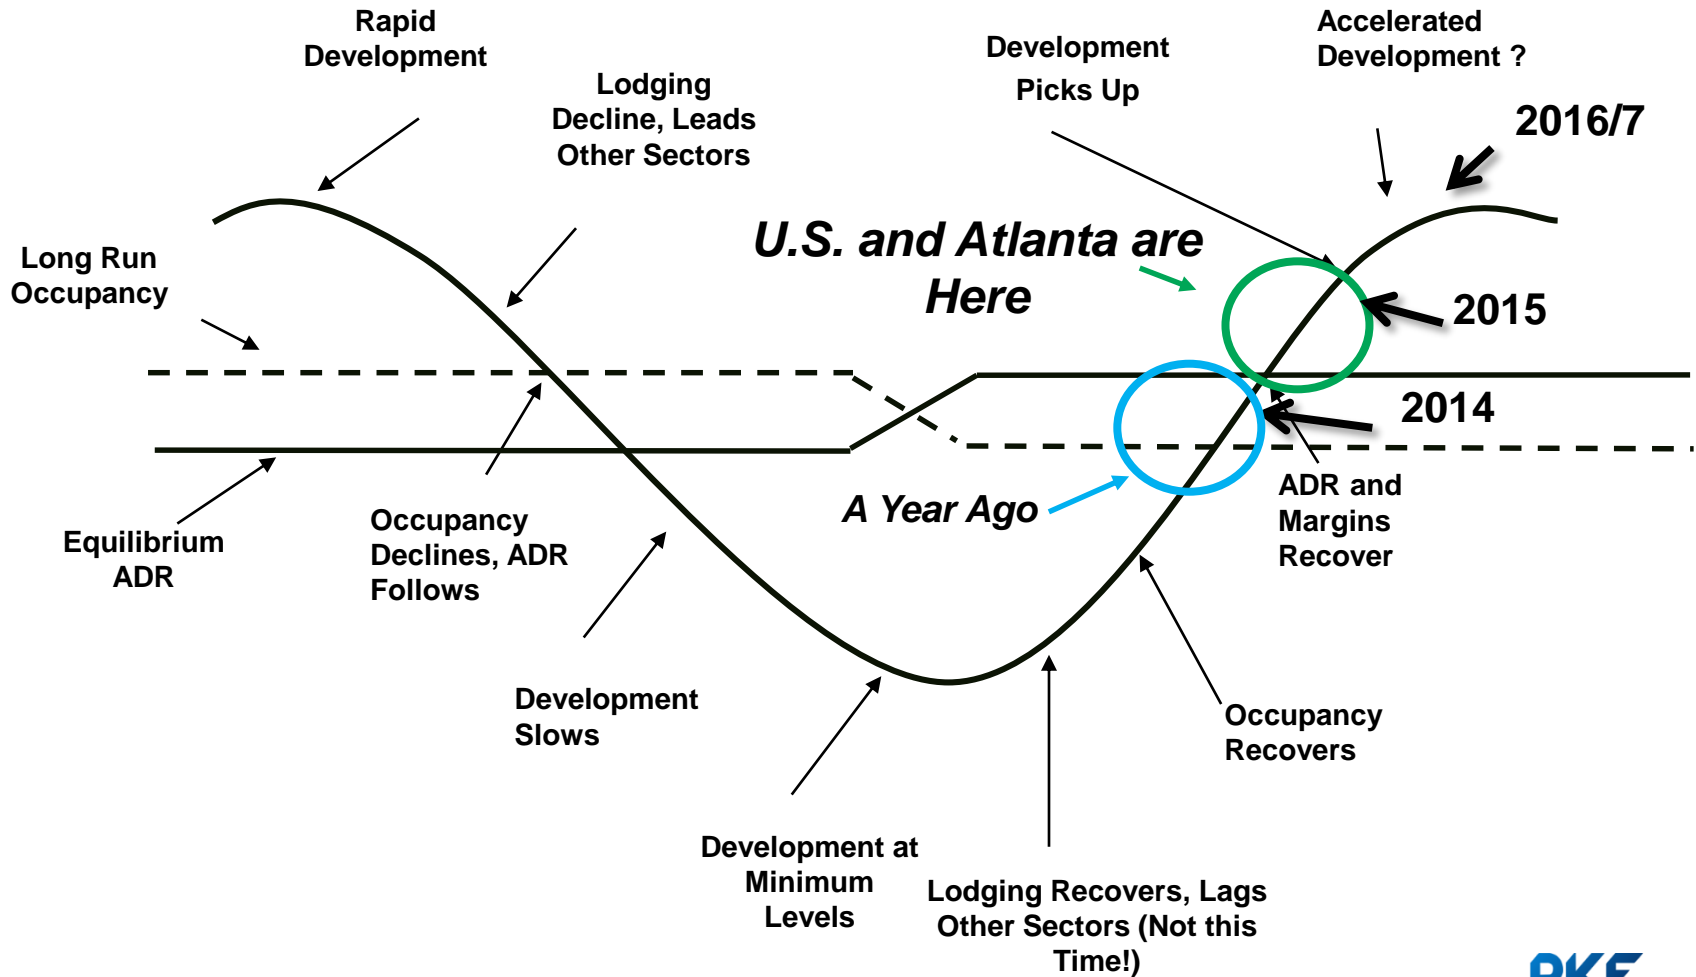 Rapid
Development
Lodging
Decline, Leads
Other Sectors
Development
Picks Up
Accelerated
Development ?
2016/7
U.S. and Atlanta are
Here
Long Run
Occupancy
2015
2014
A Year Ago
ADR and
Margins
Recover
Equilibrium
ADR
Occupancy
Declines, ADR
Follows
Development
Slows
Occupancy
Recovers
Development at
Minimum
Levels
Lodging Recovers, Lags
Other Sectors (Not this
Time!)